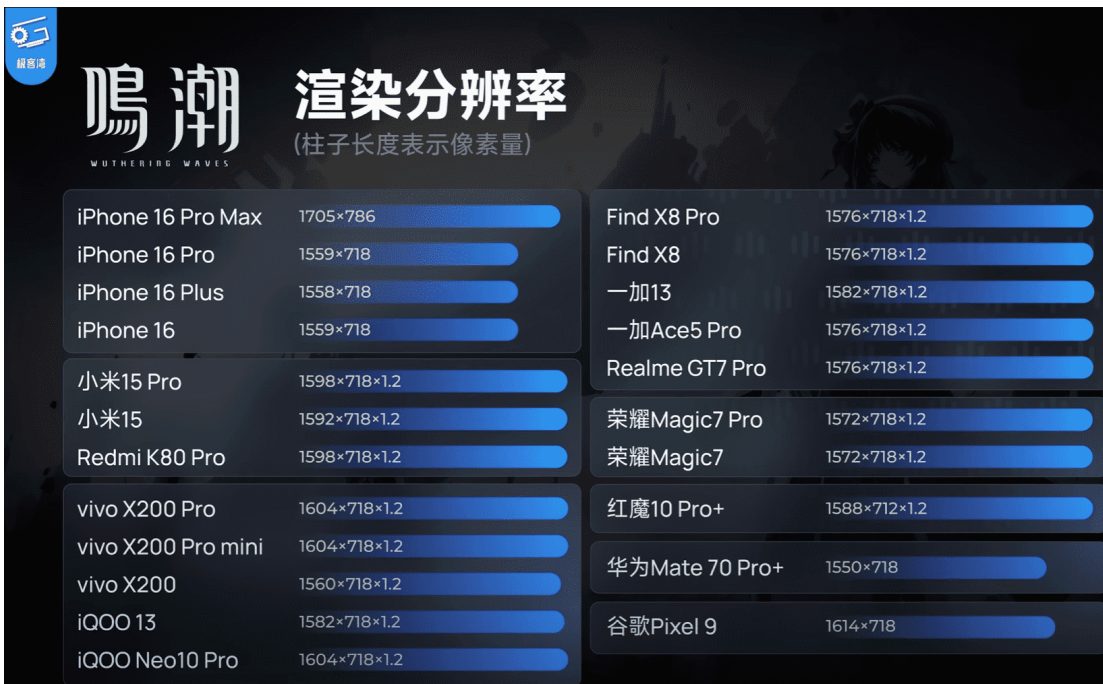 极客湾
鳴潮
WUTHERING WAVES
渲染分辨率
(柱子长度表示像素量)
iPhone 16 Pro Max 1705×786
iPhone 16 Pro 1559×718
iPhone 16 Plus 1558×718
iPhone 16 1559×718
小米15 Pro 1598×718×1.2
小米15 1592×718×1.2
Redmi K80 Pro 1598×718×1.2
vivo X200 Pro 1604×718×1.2
vivo X200 Pro mini 1604×718×1.2
vivo X200 1560×718×1.2
iQOO 13 1582×718×1.2
iQOO Neo10 Pro 1604×718×1.2
Find X8 Pro 1576×718×1.2
Find X8 1576×718×1.2
一加13 1582×718×1.2
一加Ace5 Pro 1576×718×1.2
Realme GT7 Pro 1576×718×1.2
荣耀Magic7 Pro 1572×718×1.2
荣耀Magic7 1572×718×1.2
红魔10 Pro+ 1588×712×1.2
华为Mate 70 Pro+ 1550×718
谷歌Pixel 9 1614×718